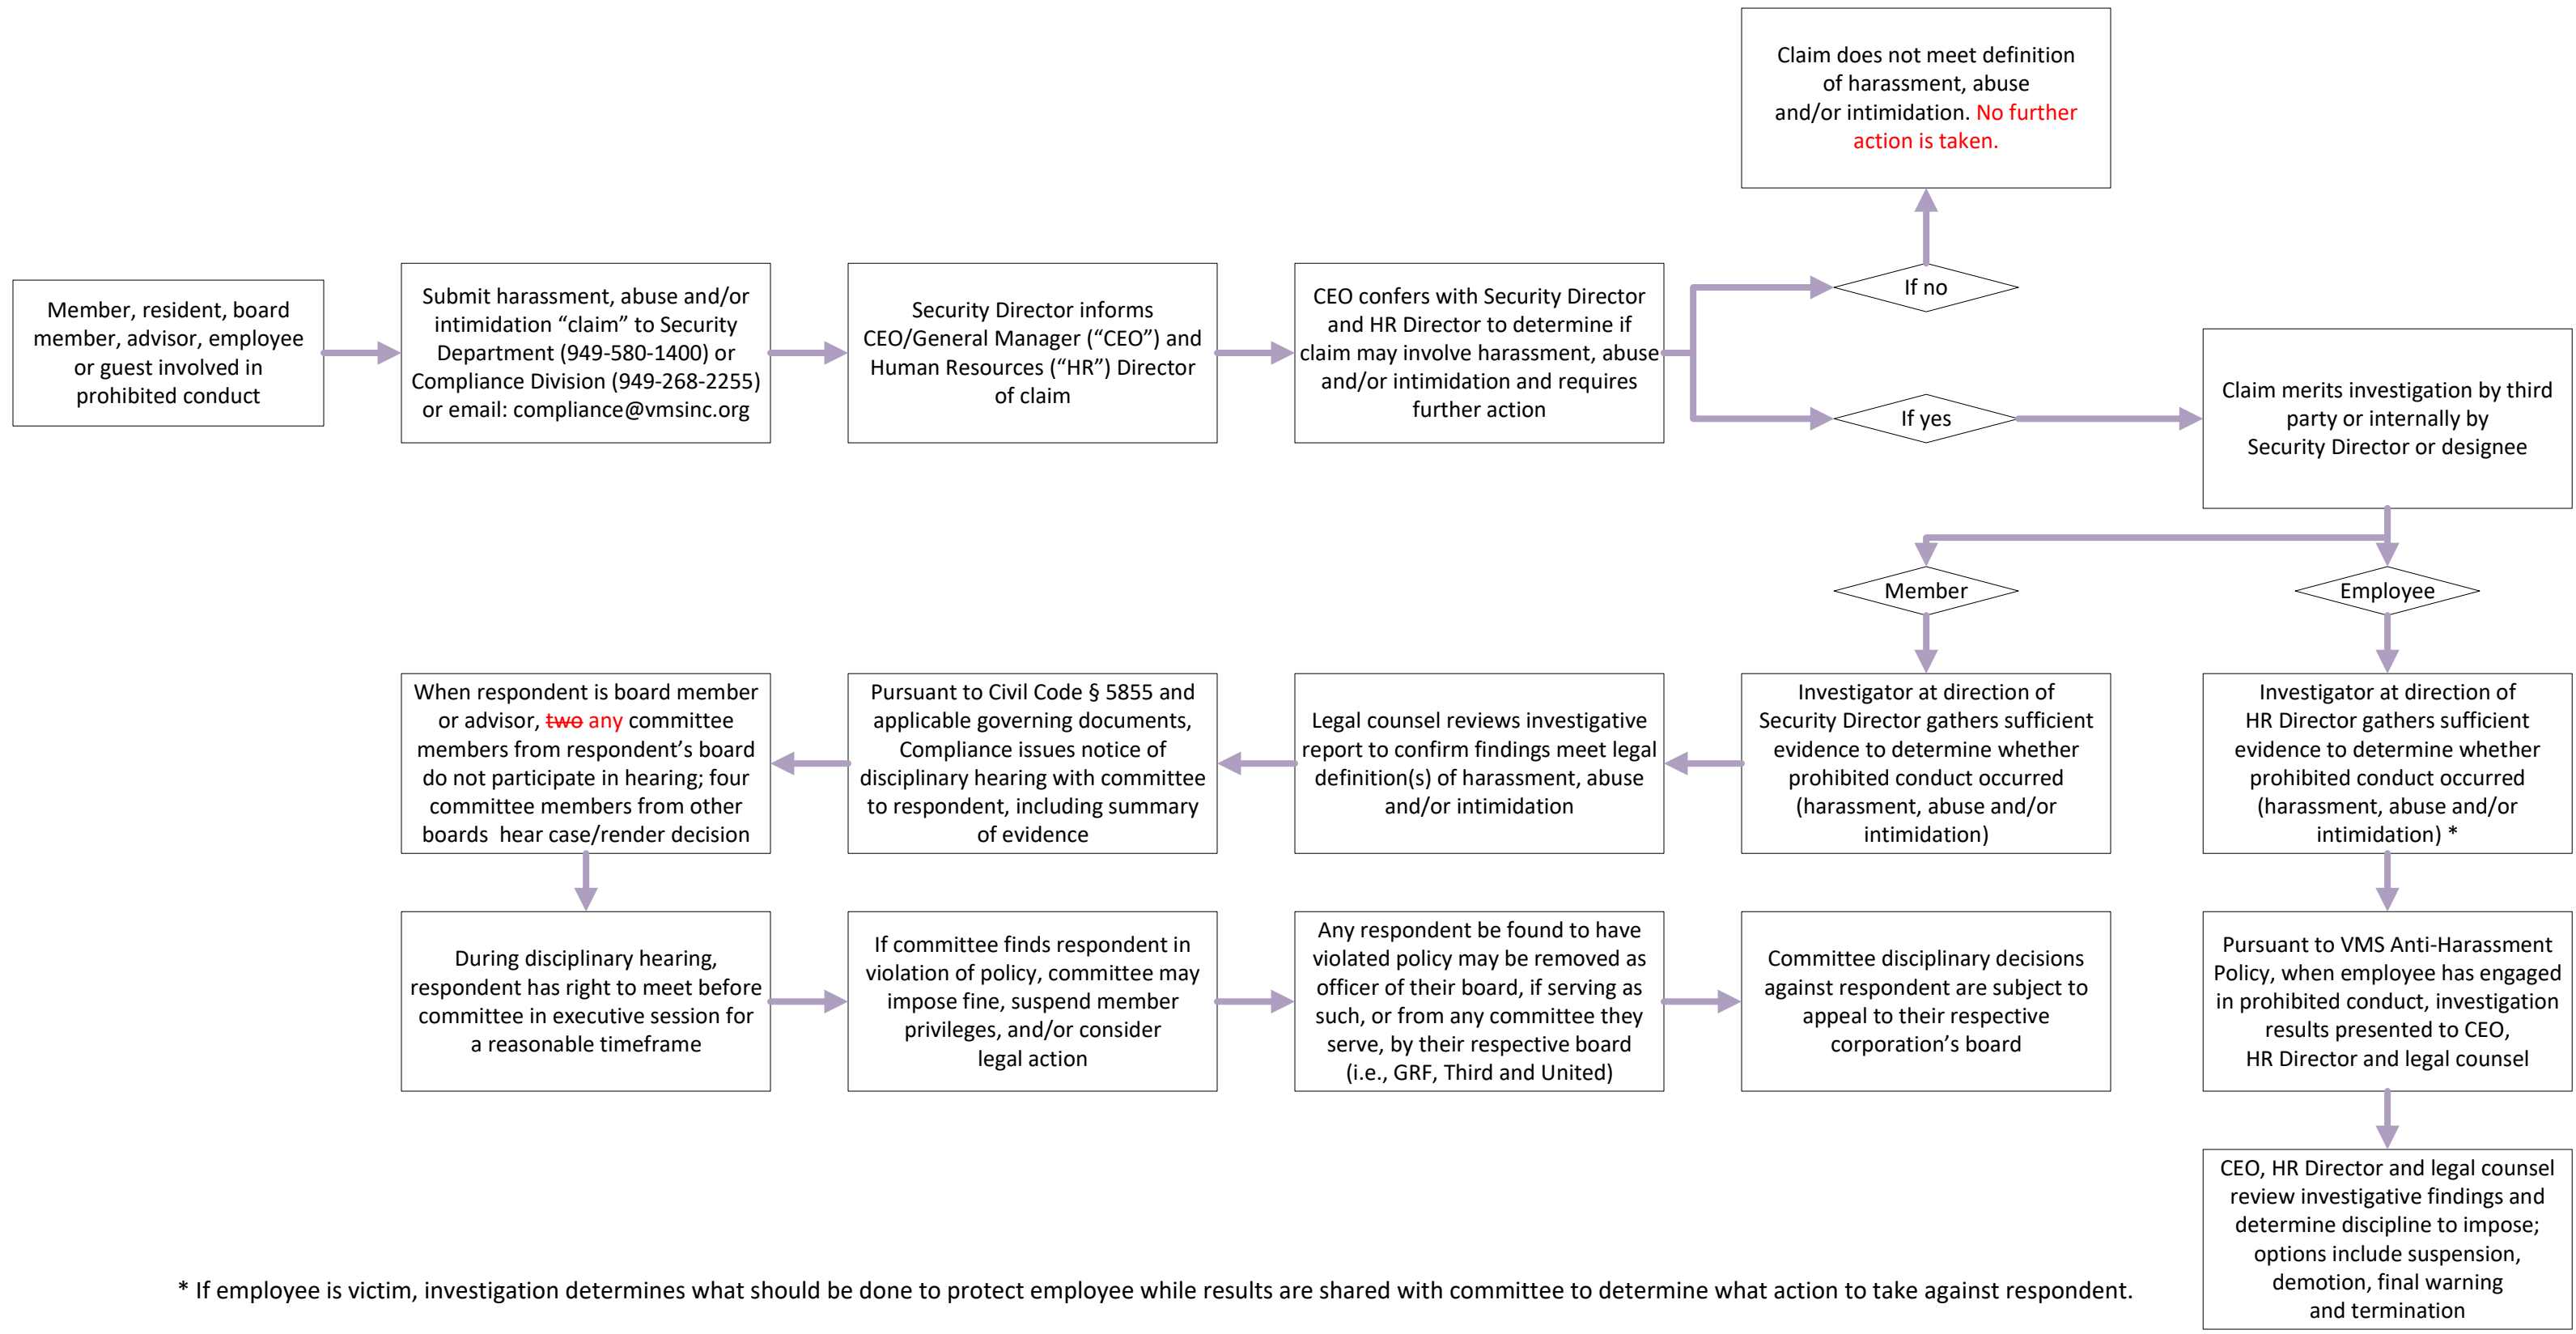 Claim does not meet definition
of harassment, abuse
and/or intimidation. No further
action is taken.
Member, resident, board
member, advisor, employee
or guest involved in
prohibited conduct
Submit harassment, abuse and/or
intimidation “claim” to Security
Department (949-580-1400) or
Compliance Division (949-268-2255)
or email: compliance@vmsinc.org
Security Director informs
CEO/General Manager (“CEO”) and
Human Resources (“HR”) Director
of claim
CEO confers with Security Director
and HR Director to determine if
claim may involve harassment, abuse
and/or intimidation and requires
further action
If no
If yes
Claim merits investigation by third
party or internally by
Security Director or designee
Member
Employee
Investigator at direction of
Security Director gathers sufficient
evidence to determine whether
prohibited conduct occurred
(harassment, abuse and/or
intimidation)
Investigator at direction of
HR Director gathers sufficient
evidence to determine whether
prohibited conduct occurred
(harassment, abuse and/or
intimidation) *
Legal counsel reviews investigative
report to confirm findings meet legal
definition(s) of harassment, abuse
and/or intimidation
Pursuant to Civil Code § 5855 and
applicable governing documents,
Compliance issues notice of
disciplinary hearing with committee
to respondent, including summary
of evidence
When respondent is board member
or advisor, two any committee
members from respondent’s board
do not participate in hearing; four
committee members from other
boards hear case/render decision
During disciplinary hearing,
respondent has right to meet before
committee in executive session for
a reasonable timeframe
If committee finds respondent in
violation of policy, committee may
impose fine, suspend member
privileges, and/or consider
legal action
Any respondent be found to have
violated policy may be removed as
officer of their board, if serving as
such, or from any committee they
serve, by their respective board
(i.e., GRF, Third and United)
Committee disciplinary decisions
against respondent are subject to
appeal to their respective
corporation’s board
Pursuant to VMS Anti-Harassment
Policy, when employee has engaged
in prohibited conduct, investigation
results presented to CEO,
HR Director and legal counsel
CEO, HR Director and legal counsel
review investigative findings and
determine discipline to impose;
options include suspension,
demotion, final warning
and termination
* If employee is victim, investigation determines what should be done to protect employee while results are shared with committee to determine what action to take against respondent.